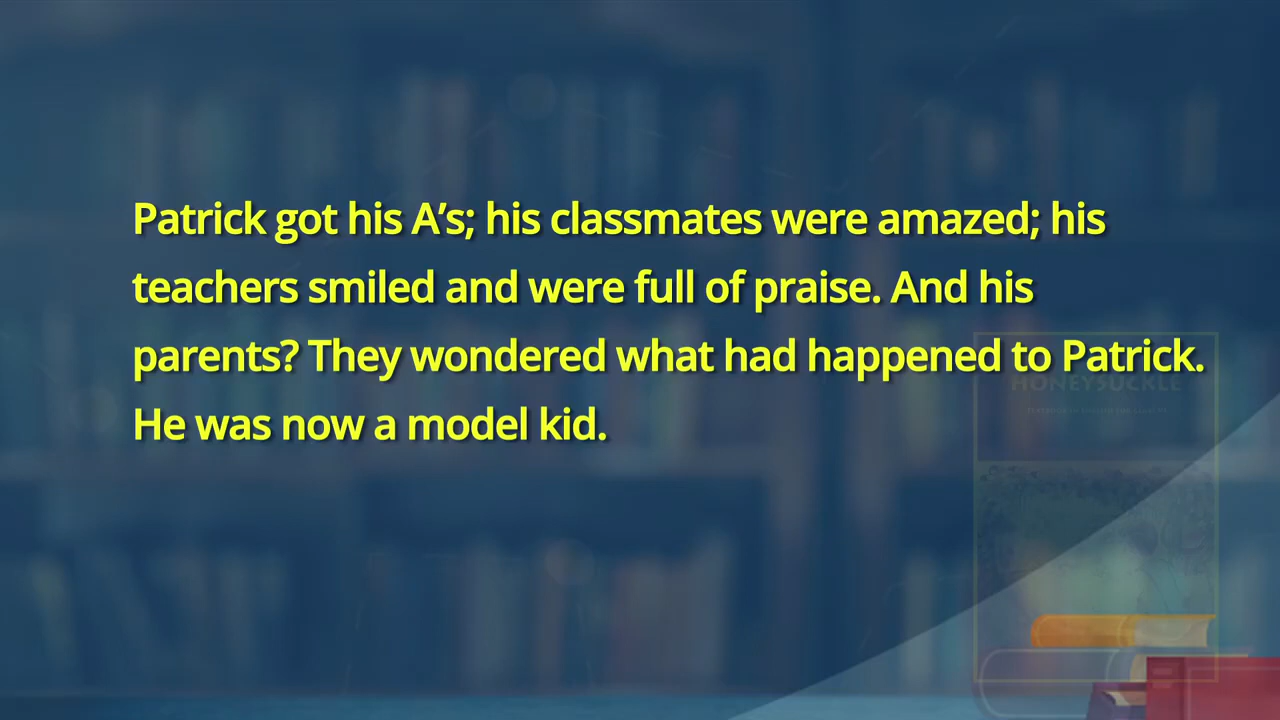 Patrick got his A’s; his classmates were amazed; his
teachers smiled and were full of praise. And his
parents? They wondered what had happened to Patrick.
He was now a model kid.
HONEYSUCKLE